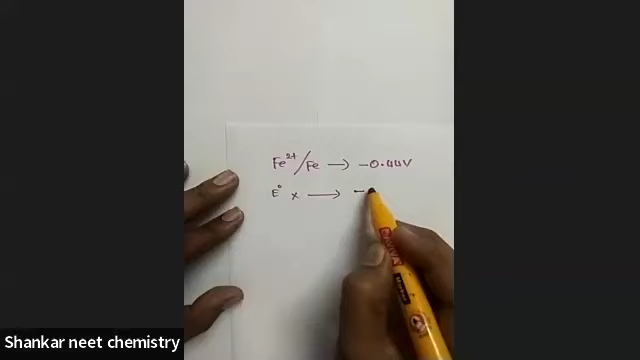 Fe²⁺/Fe → -0.44V
E° x → -
Shankar neet chemistry